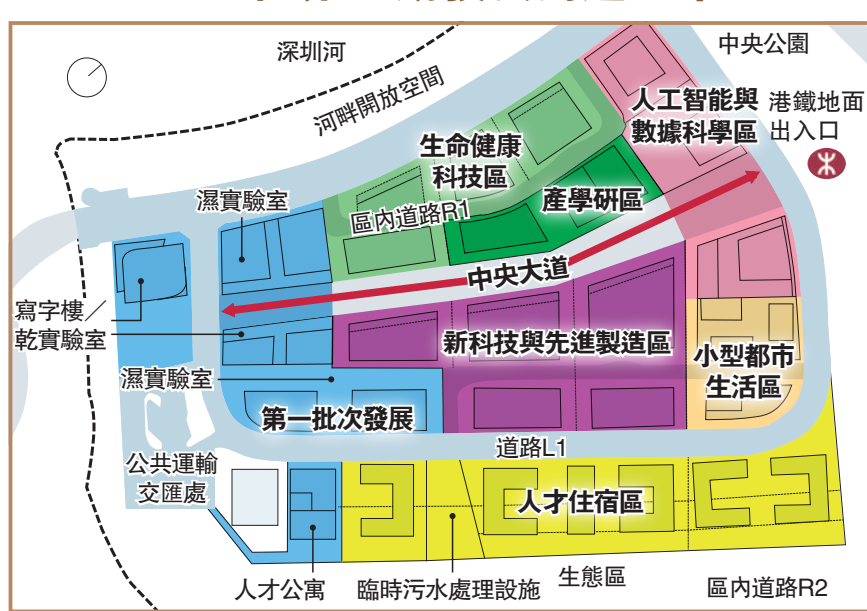 深圳河
中央公園
河畔開放空間
人工智能與
數據科學區
港鐵地面
出入口
生命健康
科技區
濕實驗室
產學研區
區內道路R1
中央大道
寫字樓／
乾實驗室
新科技與先進製造區
小型都市
生活區
濕實驗室
第一批次發展
道路L1
公共運輸
交匯處
人才住宿區
人才公寓
臨時污水處理設施
生態區
區內道路R2